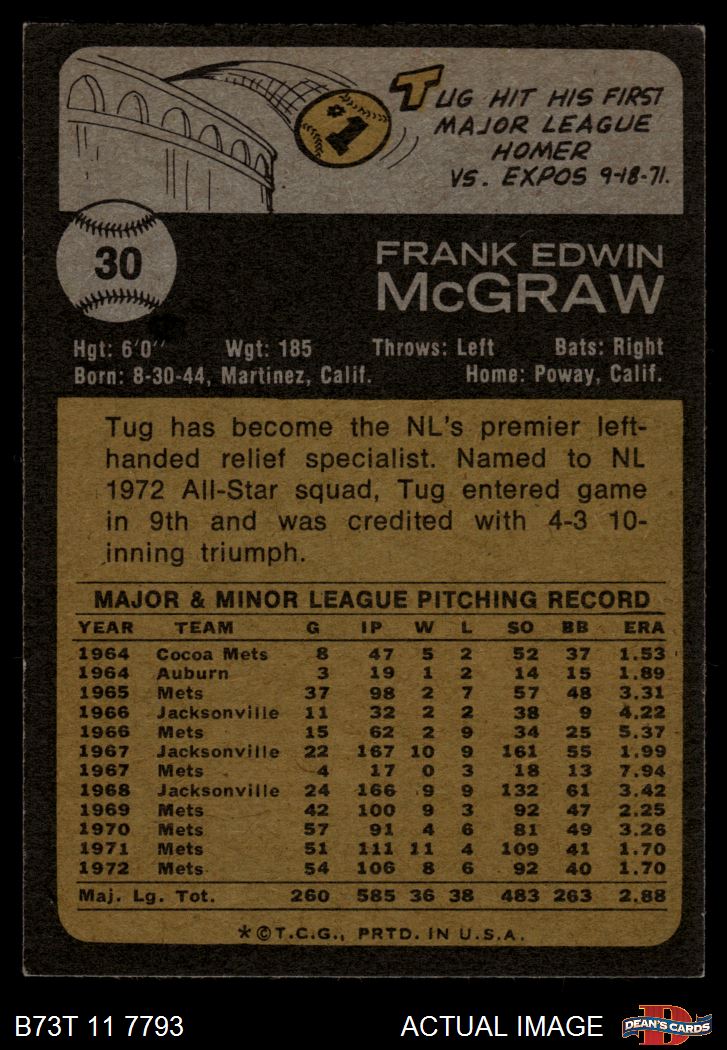 #1
TUG HIT HIS FIRST
MAJOR LEAGUE
HOMER
VS. EXPOS 9-18-71.
30
FRANK EDWIN
McGRAW
Hgt: 6'0" Wgt: 185 Throws: Left Bats: Right
Born: 8-30-44, Martinez, Calif. Home: Poway, Calif.
Tug has become the NL's premier left-
handed relief specialist. Named to NL
1972 All-Star squad, Tug entered game
in 9th and was credited with 4-3 10-
inning triumph.
MAJOR & MINOR LEAGUE PITCHING RECORD
YEAR TEAM G IP W L SO BB ERA
1964 Cocoa Mets 8 47 5 2 52 37 1.53
1964 Auburn 3 19 1 2 14 15 1.89
1965 Mets 37 98 2 7 57 48 3.31
1966 Jacksonville 11 32 2 2 38 9 4.22
1966 Mets 15 62 2 9 34 25 5.37
1967 Jacksonville 22 167 10 9 161 55 1.99
1967 Mets 4 17 0 3 18 13 7.94
1968 Jacksonville 24 166 9 9 132 61 3.42
1969 Mets 42 100 9 3 92 47 2.25
1970 Mets 57 91 4 6 81 49 3.26
1971 Mets 51 111 11 4 109 41 1.70
1972 Mets 54 106 8 6 92 40 1.70
Maj. Lg. Tot. 260 585 36 38 483 263 2.88
*©T.C.G., PRTD. IN U.S.A.
B73T 11 7793 ACTUAL IMAGE
D
DEAN'S CARDS